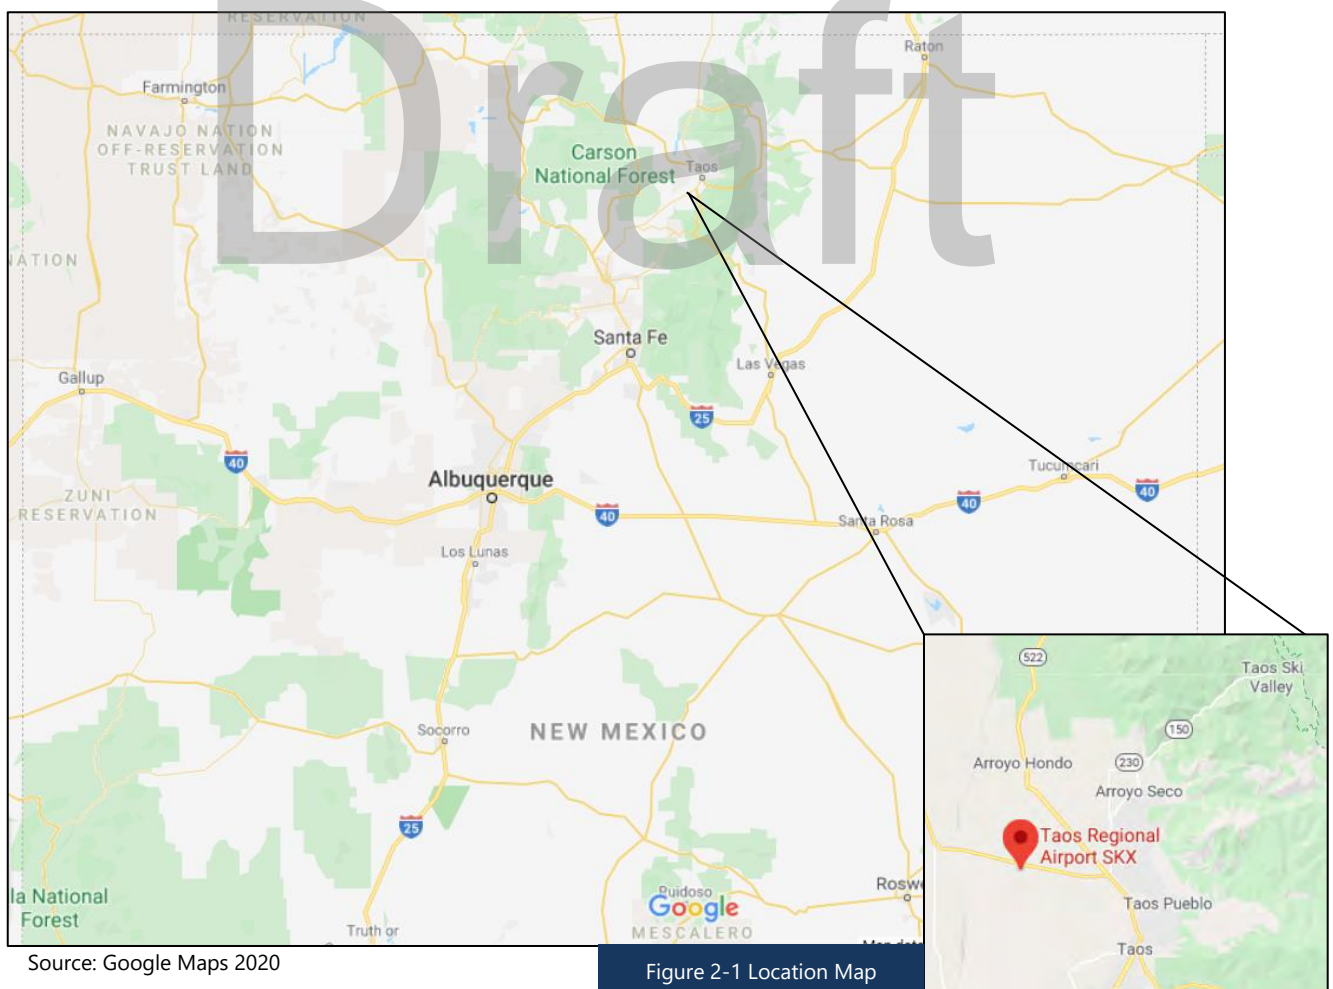 RESERVATION
Draft
Raton
Farmington
NAVAJO NATION
OFF-RESERVATION
TRUST LAND
Carson
National Forest
Taos
NATION
Santa Fe
Las Vegas
Gallup
25
40
Tucumcari
Albuquerque
40
40
40
ZUNI
RESERVATION
Santa Rosa
Los Lunas
Socorro
NEW MEXICO
25
la National
Forest
Truth or
Ruidoso
Google
MESCALERO
Rosw
522
Taos Ski
Valley
150
Arroyo Hondo
230
Arroyo Seco
Taos Regional
Airport SKX
Taos Pueblo
Taos
Source: Google Maps 2020
Figure 2-1 Location Map